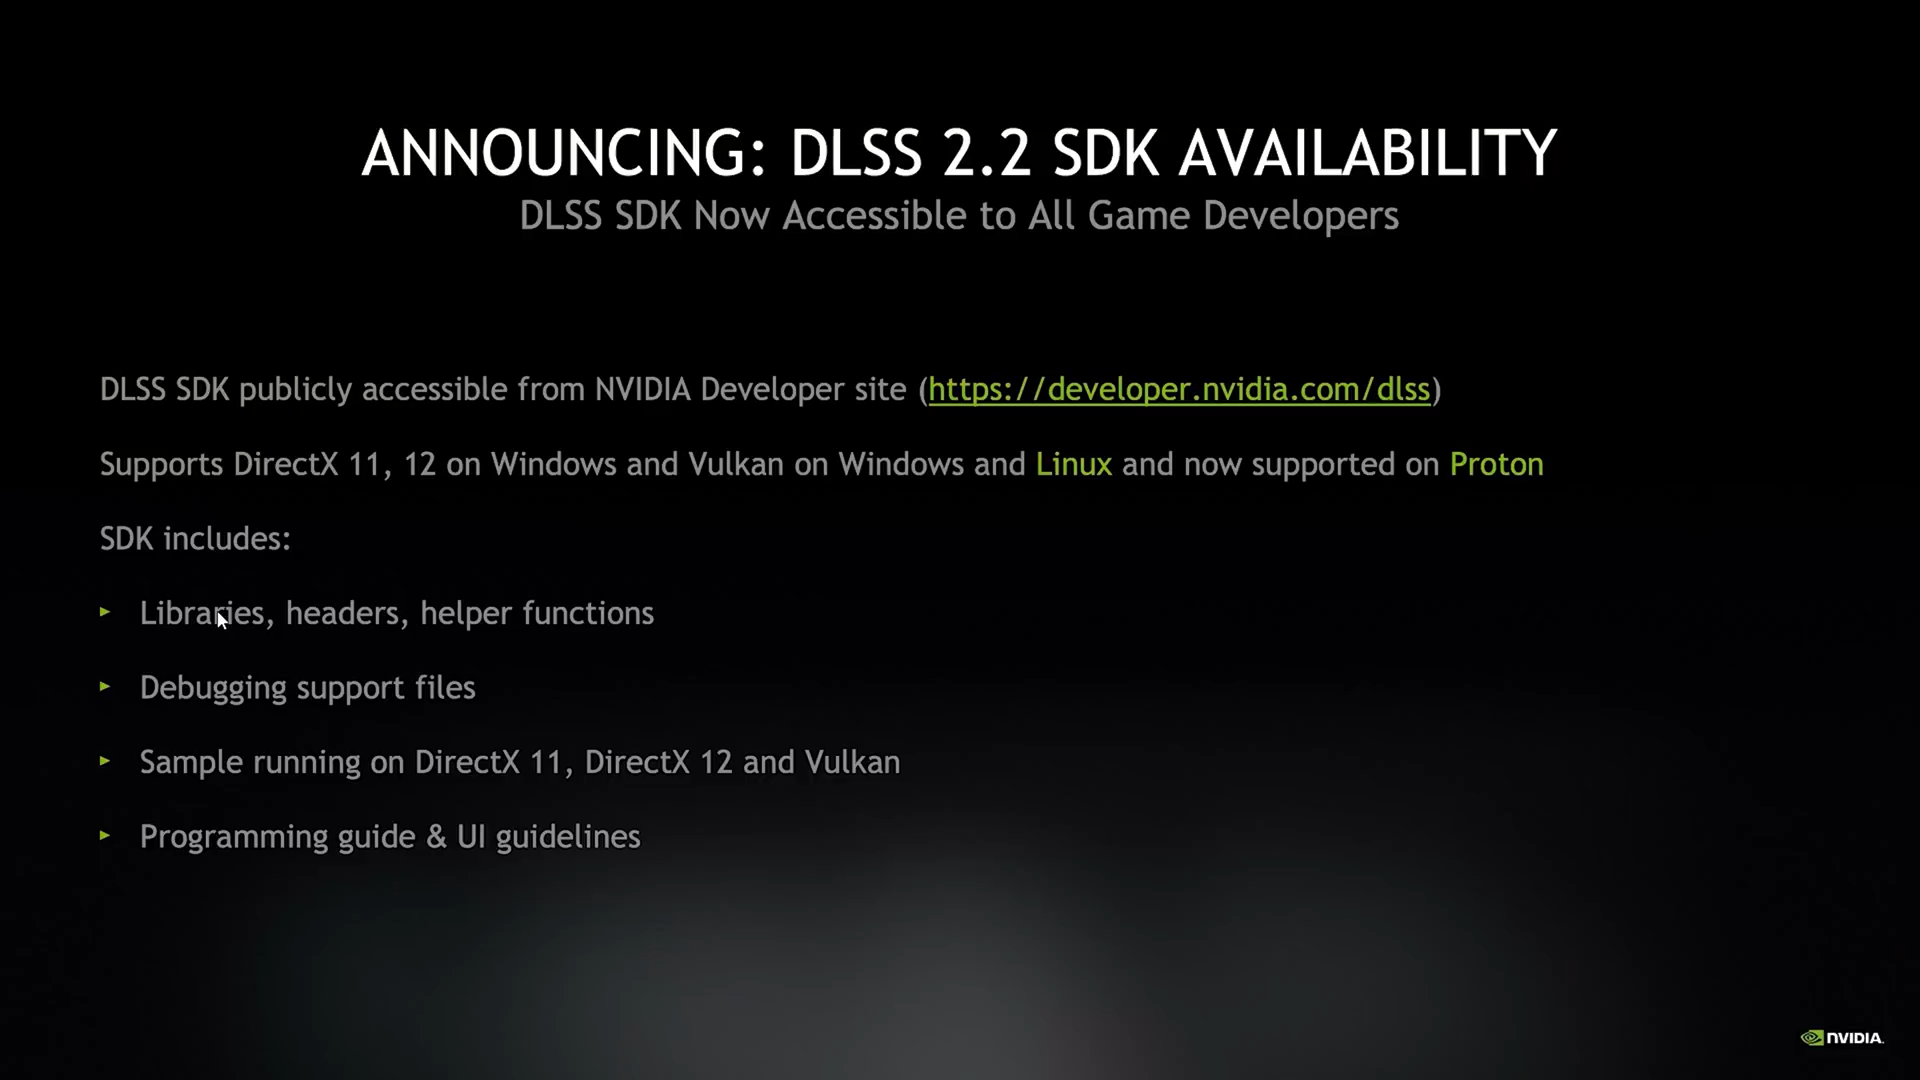 ANNOUNCING: DLSS 2.2 SDK AVAILABILITY
DLSS SDK Now Accessible to All Game Developers
DLSS SDK publicly accessible from NVIDIA Developer site (https://developer.nvidia.com/dlss)
Supports DirectX 11, 12 on Windows and Vulkan on Windows and Linux and now supported on Proton
SDK includes:
Libraries, headers, helper functions
Debugging support files
Sample running on DirectX 11, DirectX 12 and Vulkan
Programming guide & UI guidelines
NVIDIA.